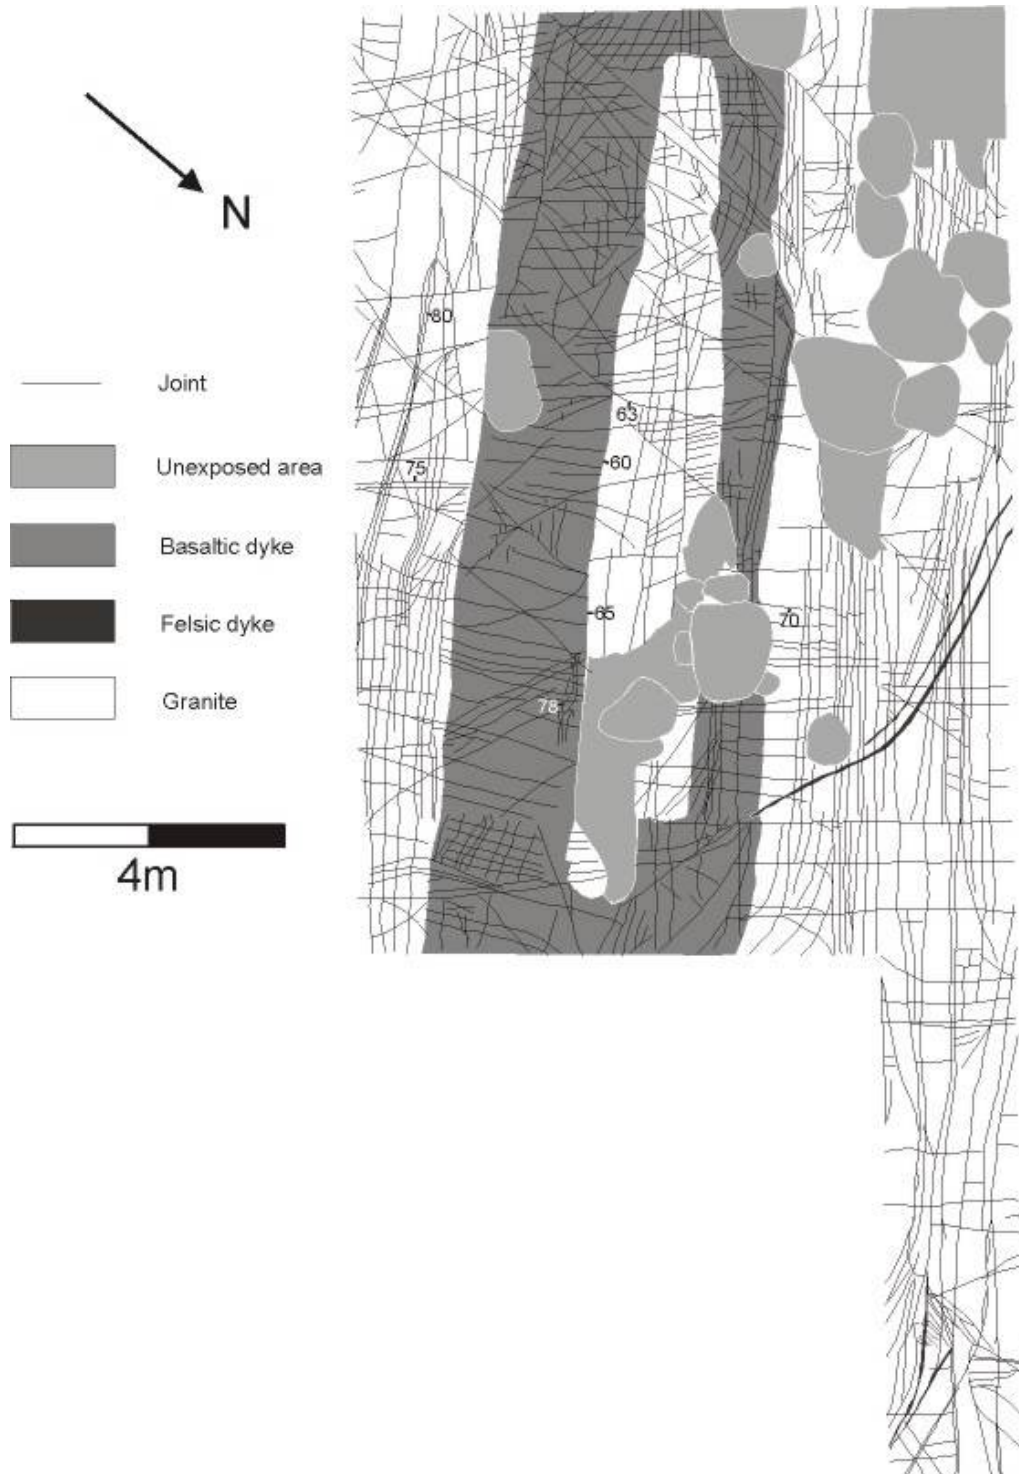 N
80
Joint
63
60
75
Unexposed area
Basaltic dyke
65
70
Felsic dyke
78
Granite
4m